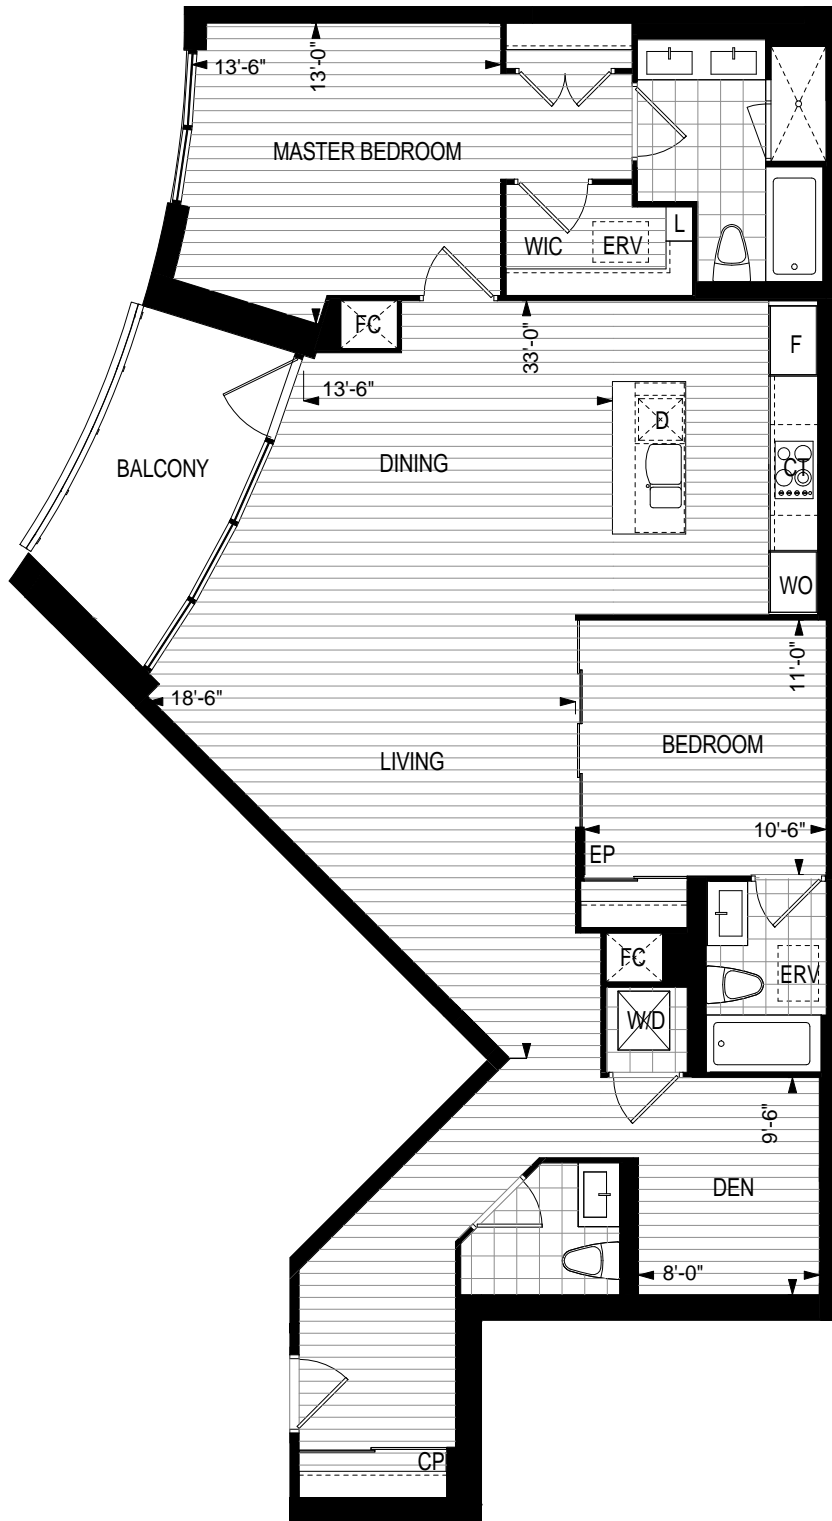 13'-6"
13'-0"
MASTER BEDROOM
L
WIC
ERV
FC
33'-0"
F
13'-6"
D
BALCONY
DINING
CT
WO
11'-0"
18'-6"
BEDROOM
LIVING
10'-6"
EP
FC
ERV
W/D
9'-6"
DEN
8'-0"
CP